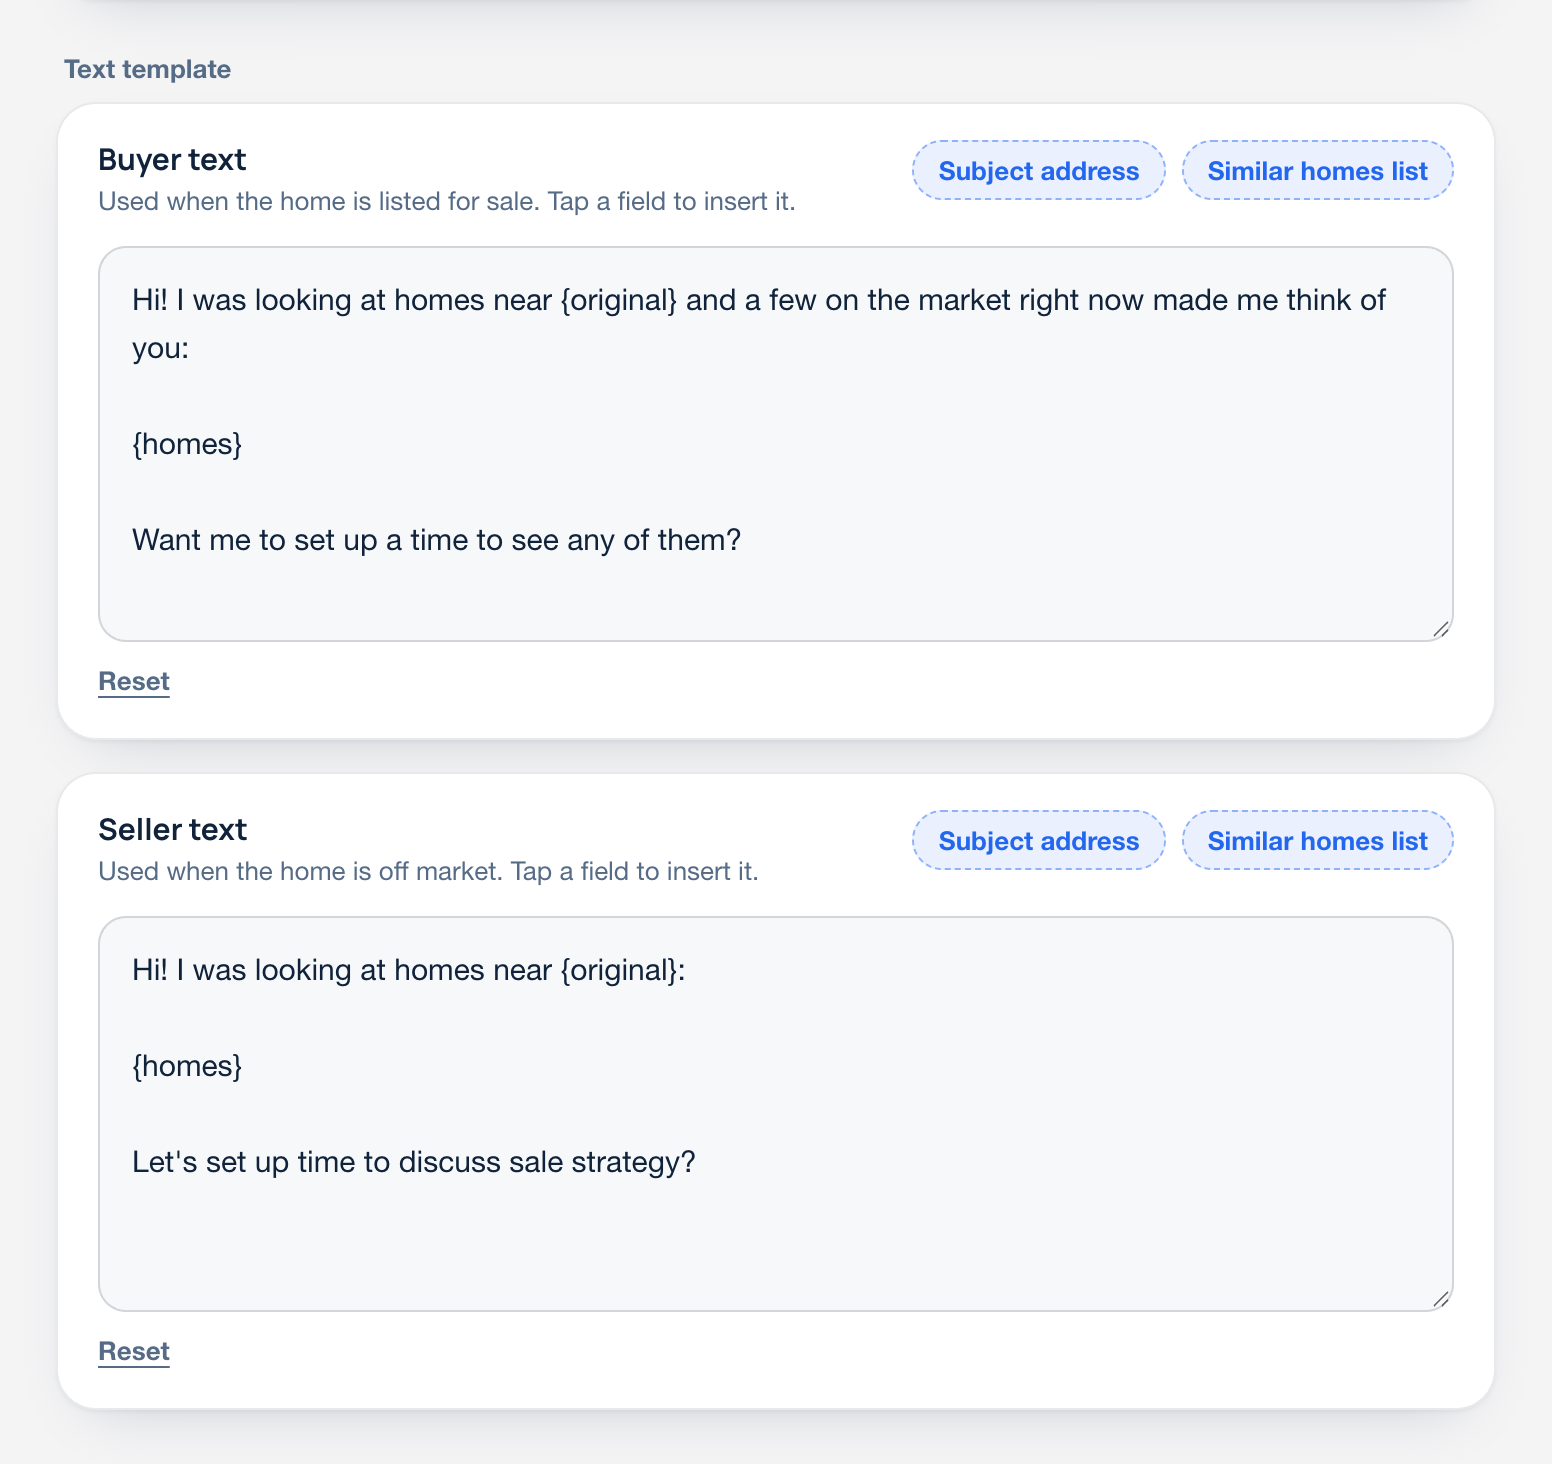 Text template
Buyer text
Subject address
Similar homes list
Used when the home is listed for sale. Tap a field to insert it.
Hi! I was looking at homes near {original} and a few on the market right now made me think of
you:
{homes}
Want me to set up a time to see any of them?
Reset
Seller text
Subject address
Similar homes list
Used when the home is off market. Tap a field to insert it.
Hi! I was looking at homes near {original}:
{homes}
Let's set up time to discuss sale strategy?
Reset